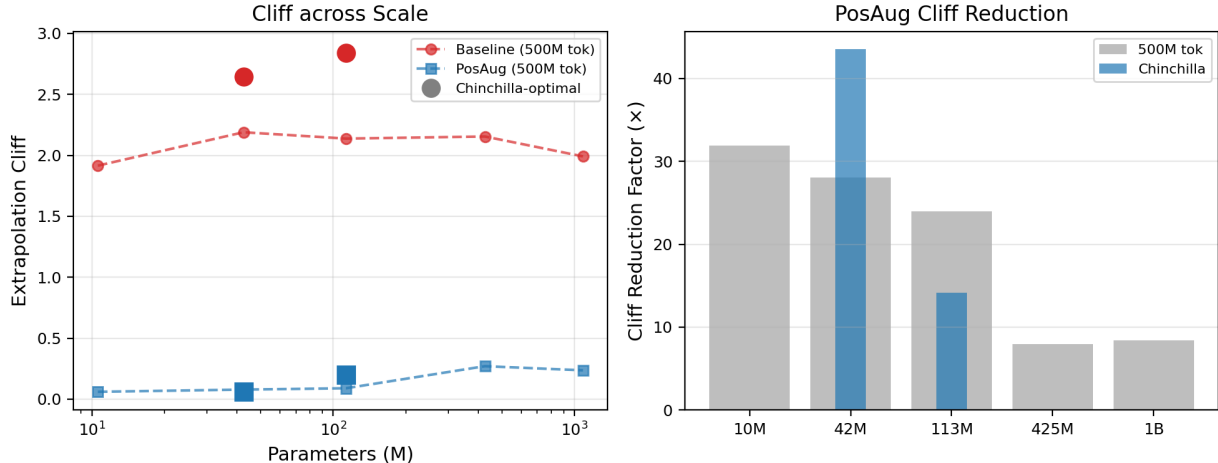 Cliff across Scale
Extrapolation Cliff
3.0
2.5
2.0
1.5
1.0
0.5
0.0
Baseline (500M tok)
PosAug (500M tok)
Chinchilla-optimal
10¹
10²
10³
Parameters (M)
PosAug Cliff Reduction
Cliff Reduction Factor (×)
40
30
20
10
0
500M tok
Chinchilla
10M
42M
113M
425M
1B